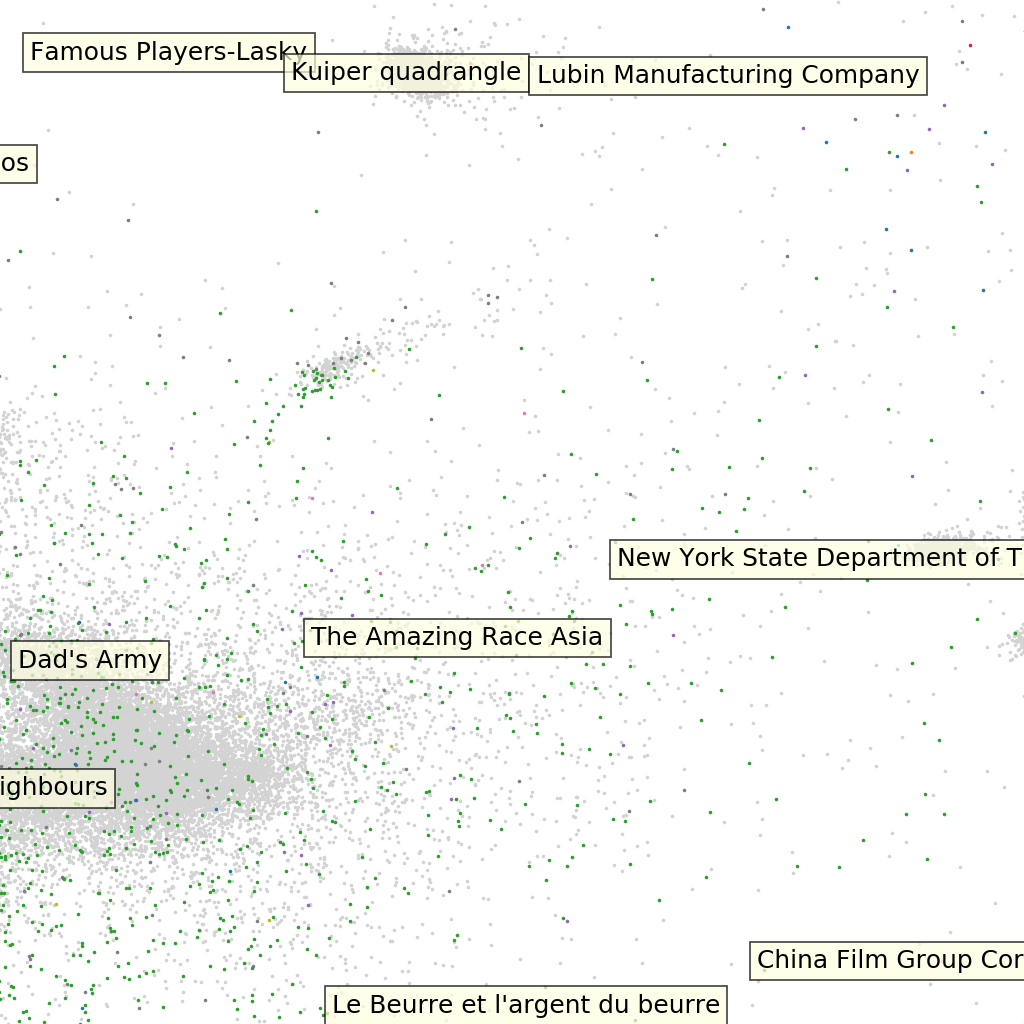 Famous Players-Lasky
Kuiper quadrangle
Lubin Manufacturing Company
os
New York State Department of T
The Amazing Race Asia
Dad's Army
ighbours
China Film Group Cor
Le Beurre et l'argent du beurre